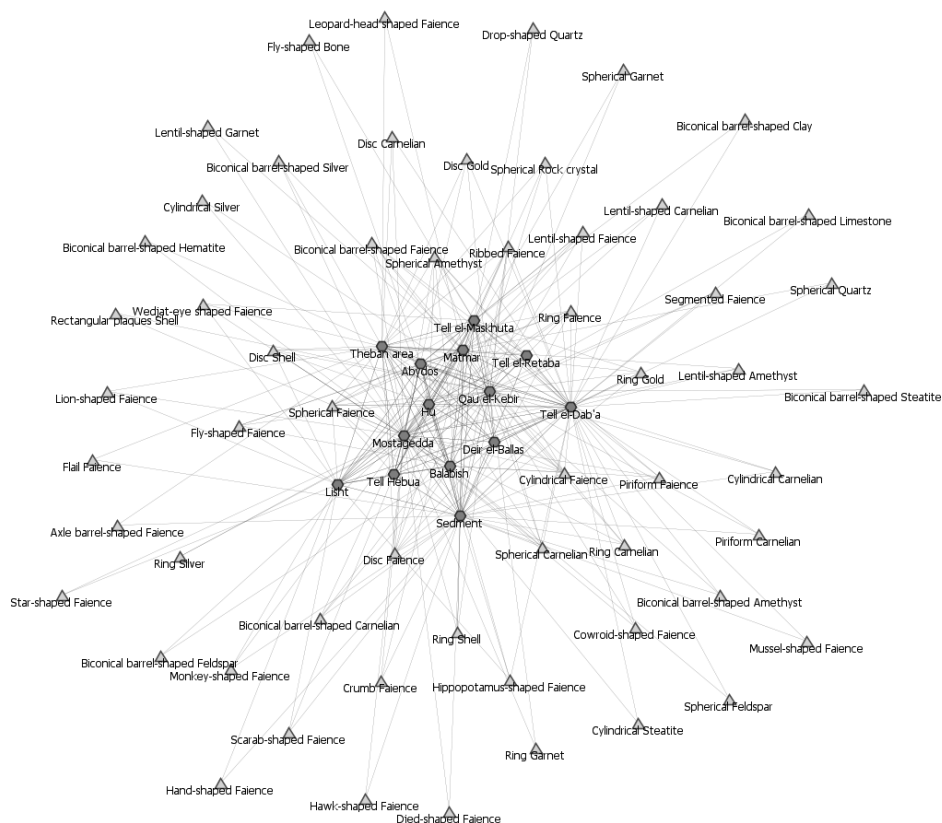 Leopard-head shaped Faience
Drop-shaped Quartz
Fly-shaped Bone
Spherical Garnet
Biconical barrel-shaped Clay
Lentil-shaped Garnet
Disc Carnelian
Biconical barrel-shaped Silver
Disc Gold
Spherical Rock crystal
Cylindrical Silver
Lentil-shaped Carnelian
Biconical barrel-shaped Limestone
Biconical barrel-shaped Hematite
Biconical barrel-shaped Faience
Lentil-shaped Faience
Ribbed Faience
Spherical Amethyst
Spherical Quartz
Segmented Faience
Wedjat-eye shaped Faience
Rectangular plaques Shell
Ring Faience
Tell el-Maskhuta
Disc Shell
Theban area
Matmar
Tell el-Retaba
Abydos
Ring Gold
Lentil-shaped Amethyst
Lion-shaped Faience
Biconical barrel-shaped Steatite
Qau el-Kebir
Spherical Faience
Hu
Tell el-Dab'a
Fly-shaped Faience
Mostagedda
Deir el-Ballas
Flail Faience
Balabish
Tell Hebua
Cylindrical Faience
Piriform Faience
Cylindrical Carnelian
Lisht
Sedment
Axle barrel-shaped Faience
Piriform Carnelian
Disc Faience
Spherical Carnelian
Ring Carnelian
Ring Silver
Star-shaped Faience
Biconical barrel-shaped Amethyst
Biconical barrel-shaped Carnelian
Ring Shell
Cowroid-shaped Faience
Mussel-shaped Faience
Biconical barrel-shaped Feldspar
Monkey-shaped Faience
Crumb Faience
Hippopotamus-shaped Faience
Spherical Feldspar
Cylindrical Steatite
Scarab-shaped Faience
Ring Garnet
Hand-shaped Faience
Hawk-shaped Faience
Died-shaped Faience